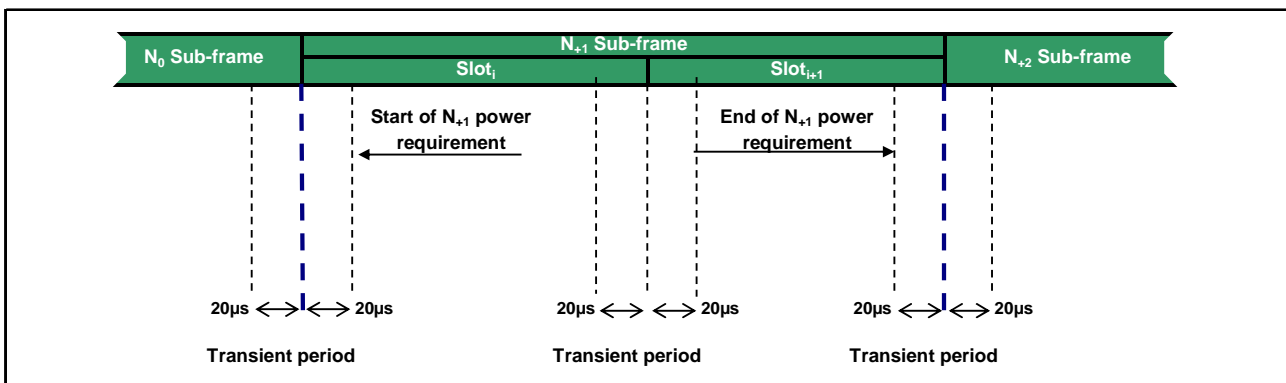 N₊₁ Sub-frame
N₀ Sub-frame
N₊₂ Sub-frame
Slotᵢ
Slotᵢ₊₁
Start of N₊₁ power
requirement
End of N₊₁ power
requirement
20µs
20µs
20µs
20µs
20µs
20µs
Transient period
Transient period
Transient period